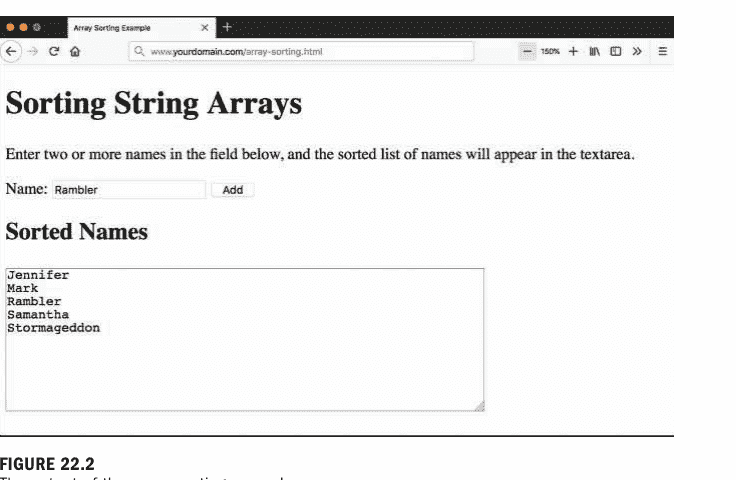 Array Sorting Example
www.yourdomain.com/array-sorting.html
150%
Sorting String Arrays
Enter two or more names in the field below, and the sorted list of names will appear in the textarea.
Name: Rambler Add
Sorted Names
Jennifer
Mark
Rambler
Samantha
Stormageddon
FIGURE 22.2